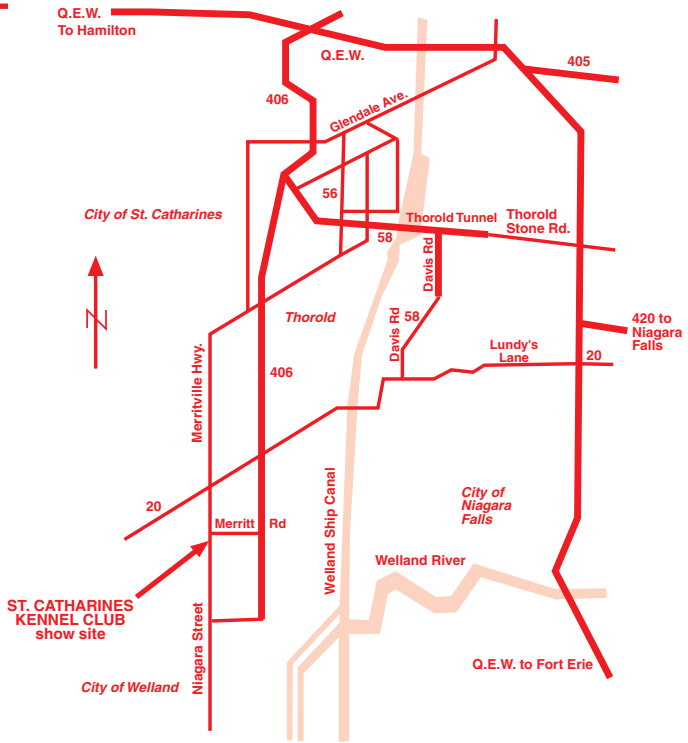 Q.E.W.
To Hamilton
Q.E.W.
405
406
Glendale Ave.
56
City of St. Catharines
Thorold Tunnel
Thorold
Stone Rd.
58
Davis Rd
N
Thorold
Davis Rd
58
420 to
Niagara
Falls
Lundy's
Lane
20
Merritville Hwy.
406
20
Welland Ship Canal
City of
Niagara
Falls
Merritt Rd
Welland River
ST. CATHARINES
KENNEL CLUB
show site
Niagara Street
Q.E.W. to Fort Erie
City of Welland